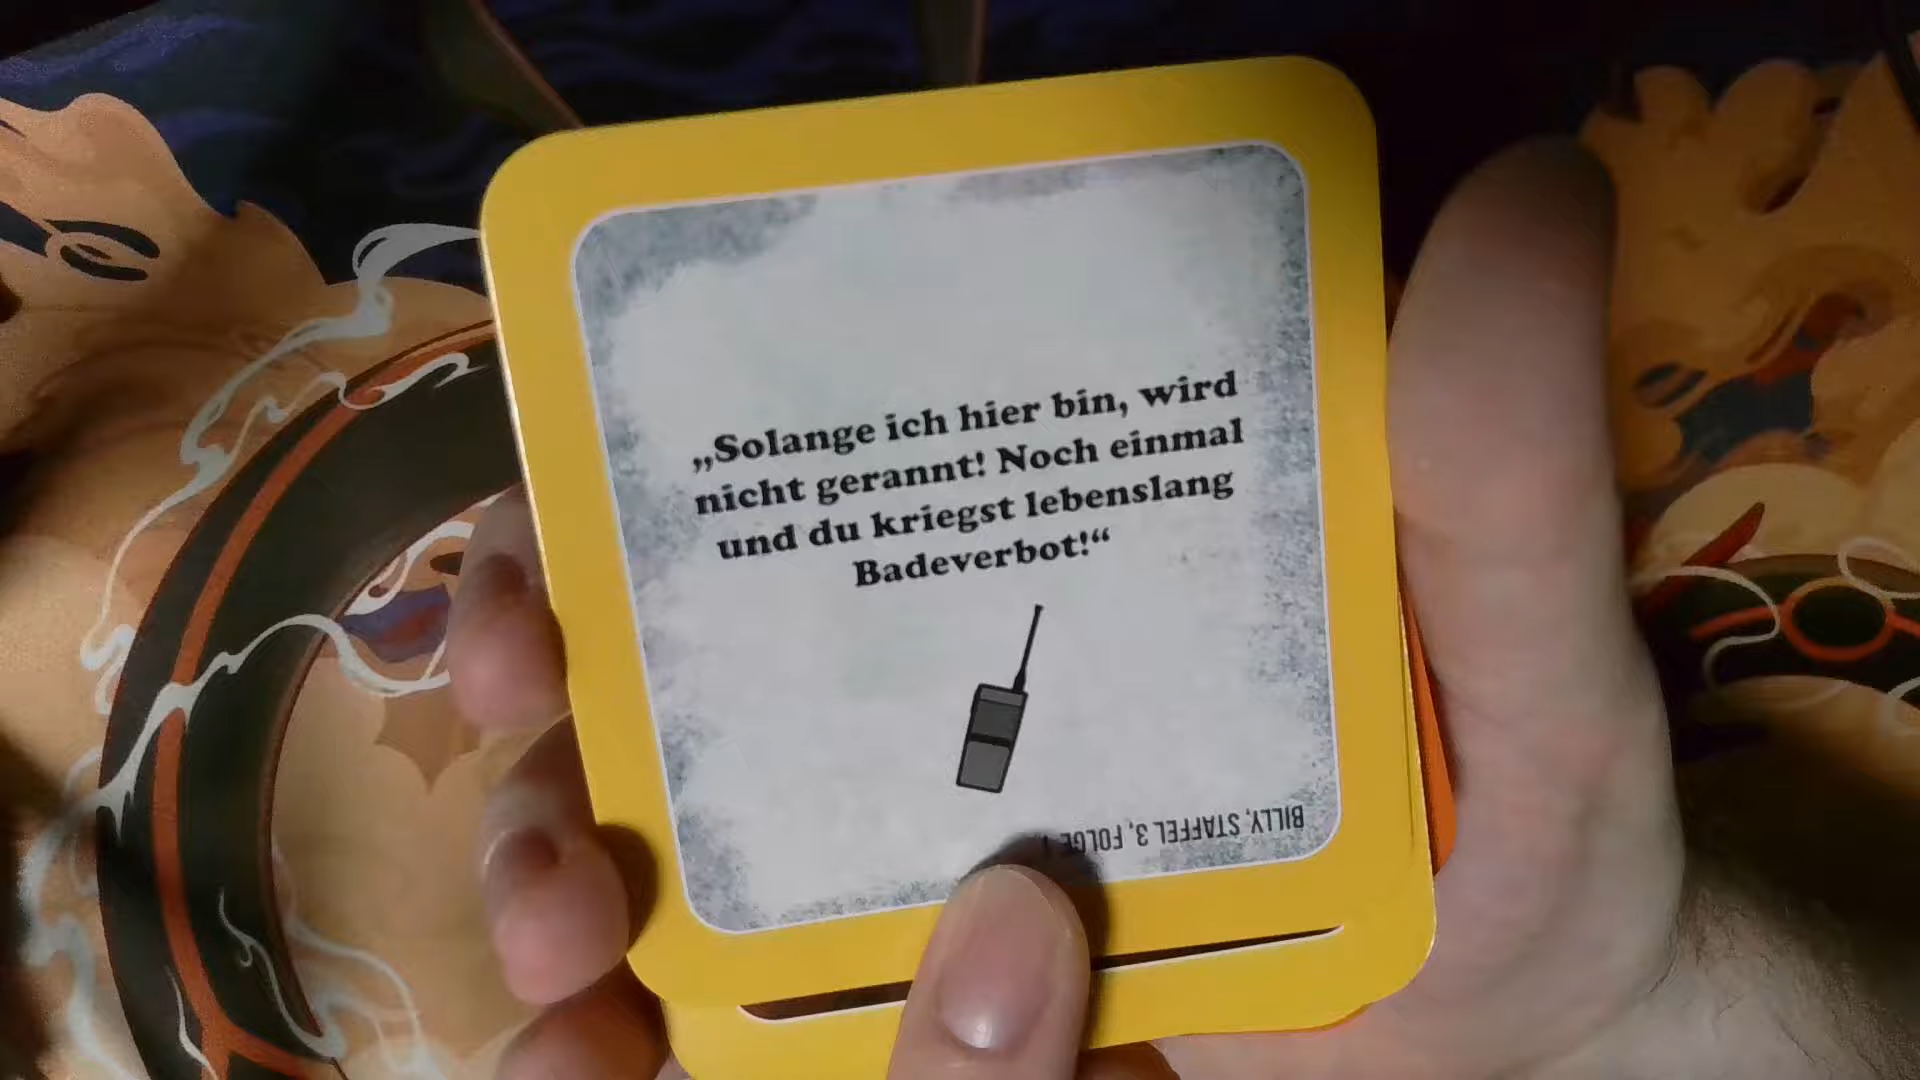 „Solange ich hier bin, wird
nicht gerannt! Noch einmal
und du kriegst lebenslang
Badeverbot!“
BILLY, STAFFEL 3, FOLGE